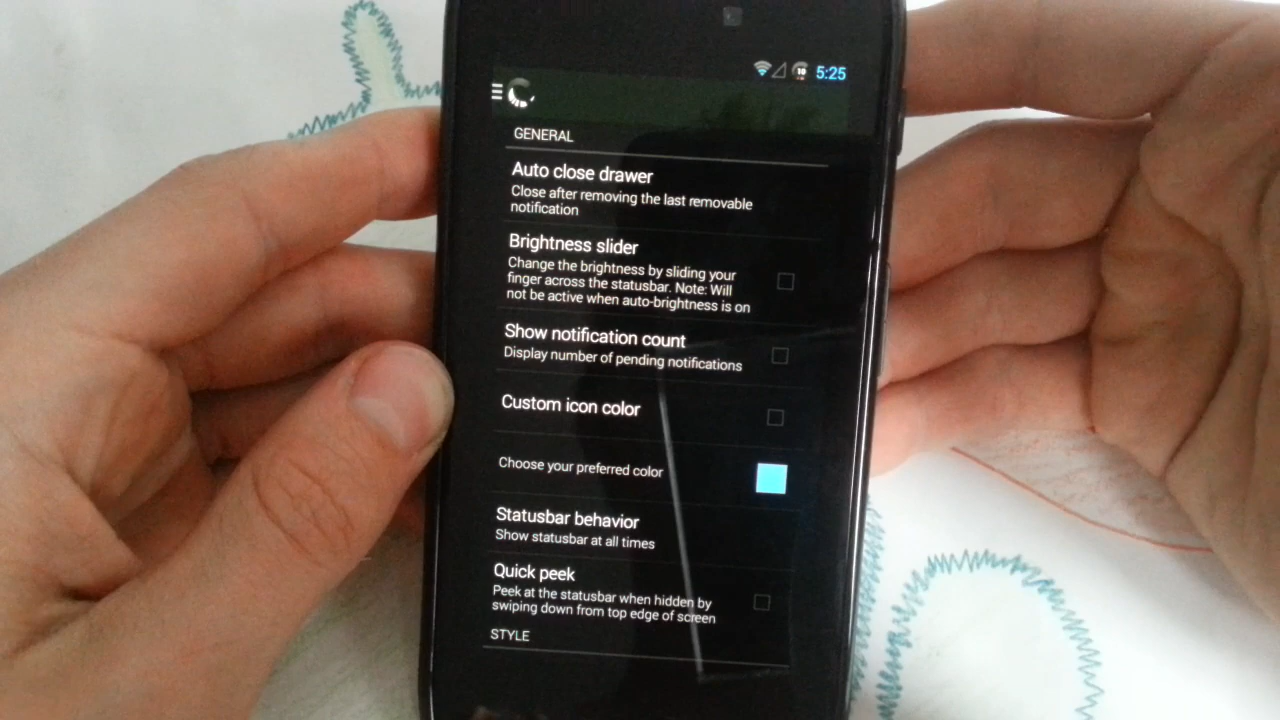 10 5:25
GENERAL
Auto close drawer
Close after removing the last removable
notification
Brightness slider
Change the brightness by sliding your
finger across the statusbar. Note: Will
not be active when auto-brightness is on
Show notification count
Display number of pending notifications
Custom icon color
Choose your preferred color
Statusbar behavior
Show statusbar at all times
Quick peek
Peek at the statusbar when hidden by
swiping down from top edge of screen
STYLE